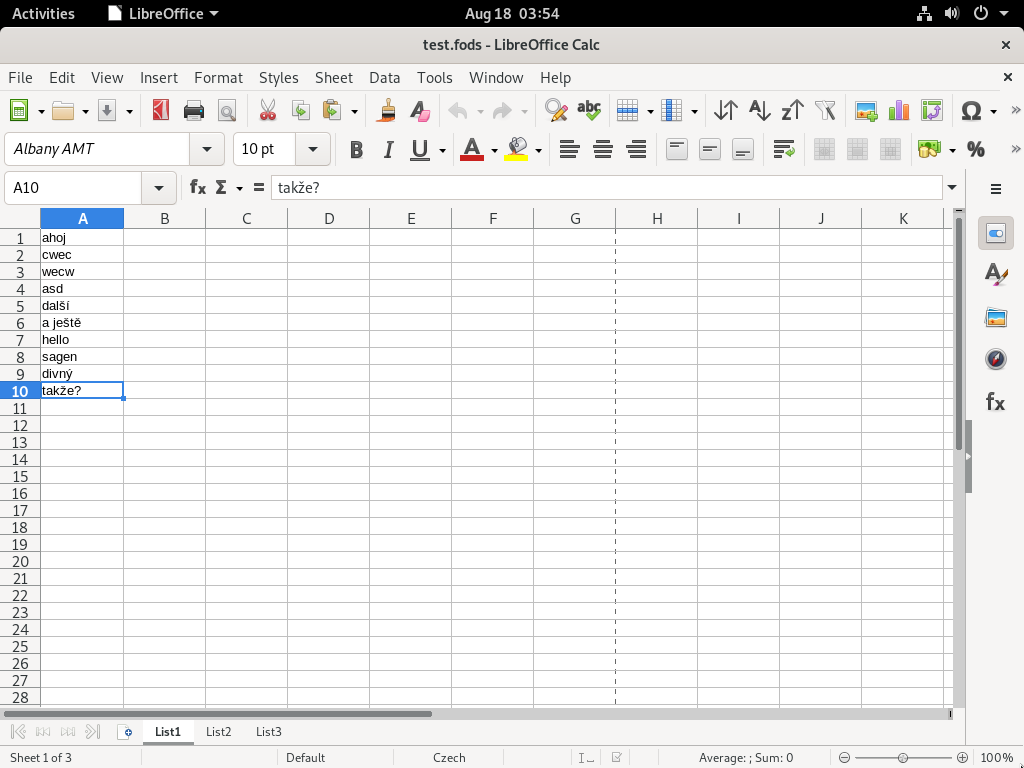 Activities LibreOffice Aug 18 03:54
test.fods - LibreOffice Calc
File Edit View Insert Format Styles Sheet Data Tools Window Help
Albany AMT 10 pt
A10 takže?
A B C D E F G H I J K
1 ahoj
2 cwec
3 wecw
4 asd
5 další
6 a ještě
7 hello
8 sagen
9 divný
10 takže?
11
12
13
14
15
16
17
18
19
20
21
22
23
24
25
26
27
28
List1 List2 List3
Sheet 1 of 3 Default Czech Average: ; Sum: 0 100%